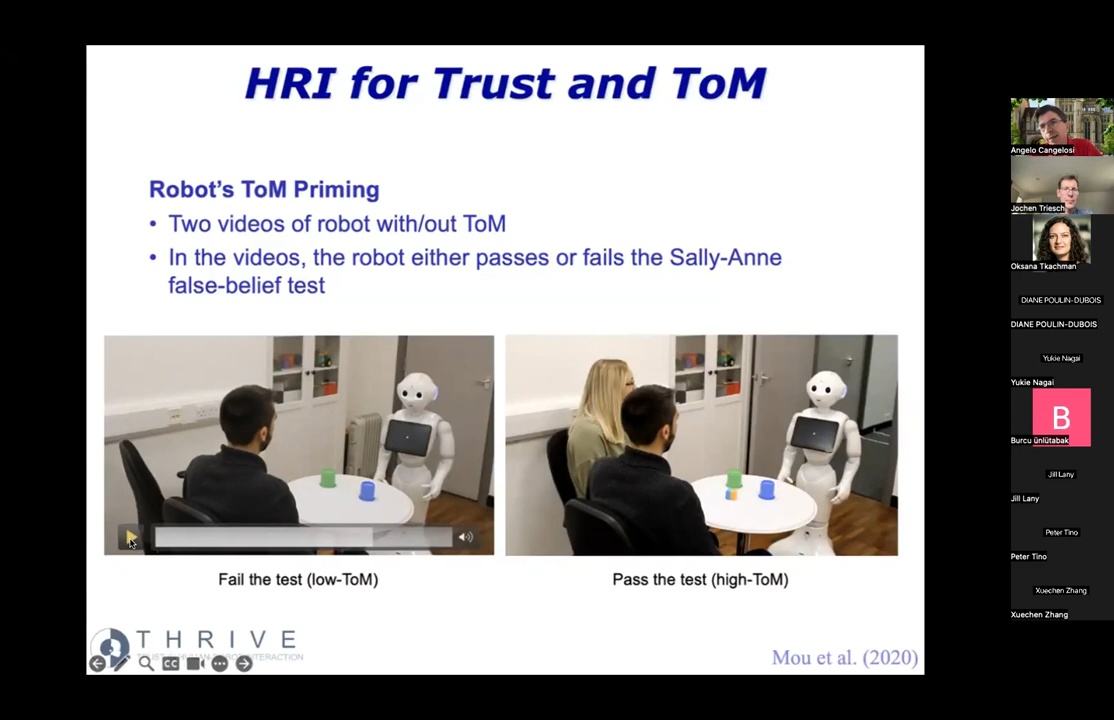 HRI for Trust and ToM
Robot's ToM Priming
• Two videos of robot with/out ToM
• In the videos, the robot either passes or fails the Sally-Anne
false-belief test
Fail the test (low-ToM)
Pass the test (high-ToM)
THRIVE
Mou et al. (2020)
CC
Angelo Cangelosi
Jochen Triesch
Oksana Tkachman
DIANE POULIN-DUBOIS
DIANE POULIN-DUBOIS
Yukie Nagai
Yukie Nagai
B
Burcu ünlütabak
Jill Lany
Jill Lany
Peter Tino
Peter Tino
Xuechen Zhang
Xuechen Zhang